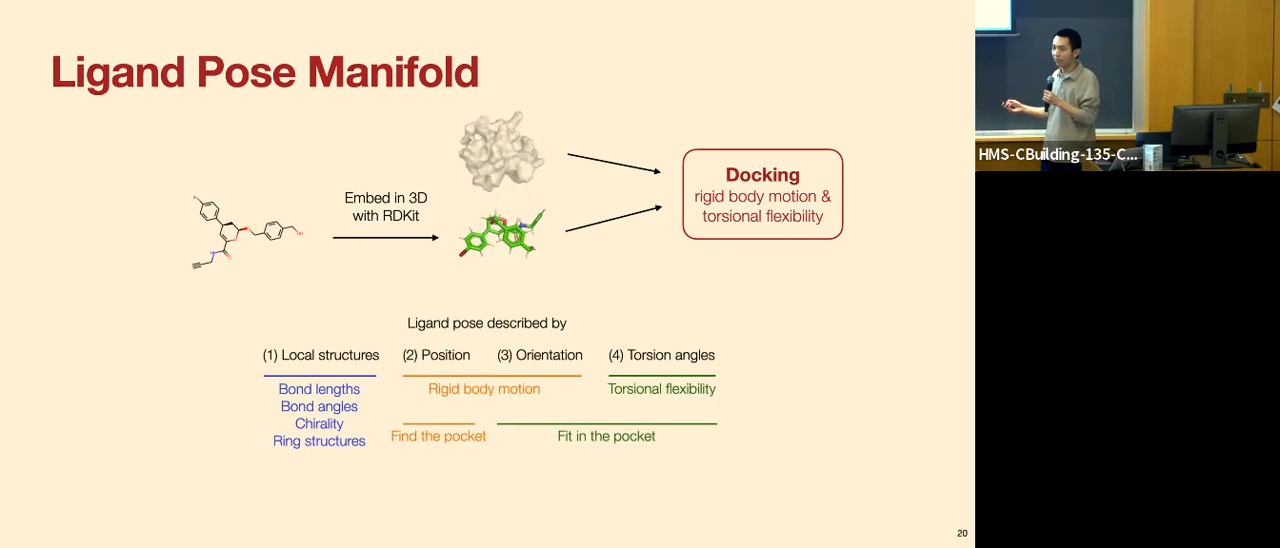 Ligand Pose Manifold
Embed in 3D
with RDKit
Docking
rigid body motion &
torsional flexibility
Ligand pose described by
(1) Local structures
(2) Position
(3) Orientation
(4) Torsion angles
Bond lengths
Bond angles
Chirality
Ring structures
Rigid body motion
Torsional flexibility
Find the pocket
Fit in the pocket
20
HMS-CBuilding-135-C...